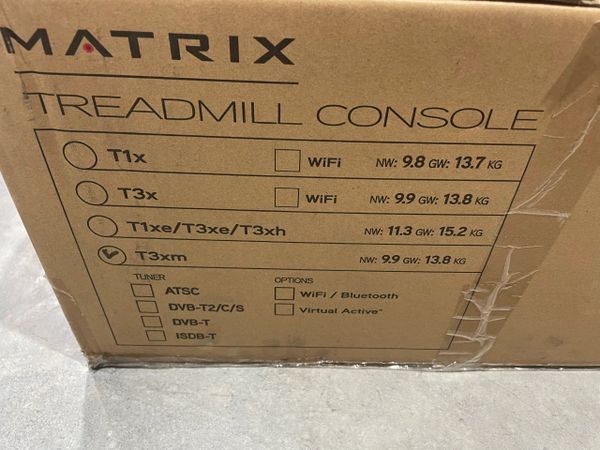 MATRIX
TREADMILL CONSOLE
T1x WiFi NW: 9.8 GW: 13.7 KG
T3x WiFi NW: 9.9 GW: 13.8 KG
T1xe/T3xe/T3xh NW: 11.3 GW: 15.2 KG
T3xm NW: 9.9 GW: 13.8 KG
TUNER OPTIONS
ATSC WiFi / Bluetooth
DVB-T2/C/S Virtual Active™
DVB-T
ISDB-T